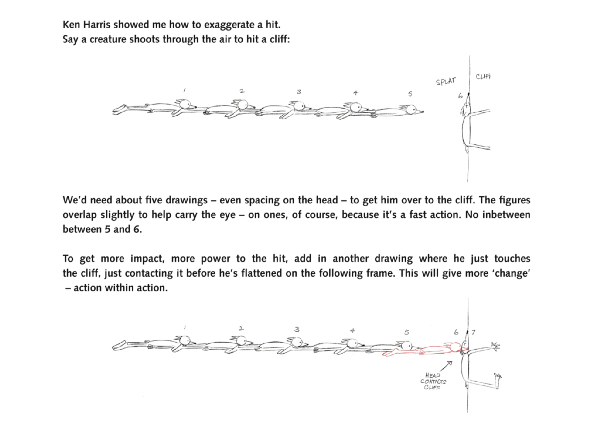 Ken Harris showed me how to exaggerate a hit.
Say a creature shoots through the air to hit a cliff:
SPLAT CLIFF
1 2 3 4 5 6
We'd need about five drawings – even spacing on the head – to get him over to the cliff. The figures
overlap slightly to help carry the eye – on ones, of course, because it's a fast action. No inbetween
between 5 and 6.
To get more impact, more power to the hit, add in another drawing where he just touches
the cliff, just contacting it before he's flattened on the following frame. This will give more 'change'
– action within action.
1 2 3 4 5 6 7
HEAD
CONTACTS
CLIFF